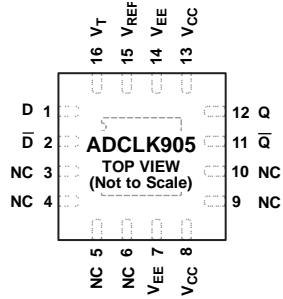 16 VT
15 VREF
14 VEE
13 VCC
D 1
D̅ 2
NC 3
NC 4
ADCLK905
TOP VIEW
(Not to Scale)
12 Q
11 Q̅
10 NC
9 NC
NC 5
NC 6
VEE 7
VCC 8